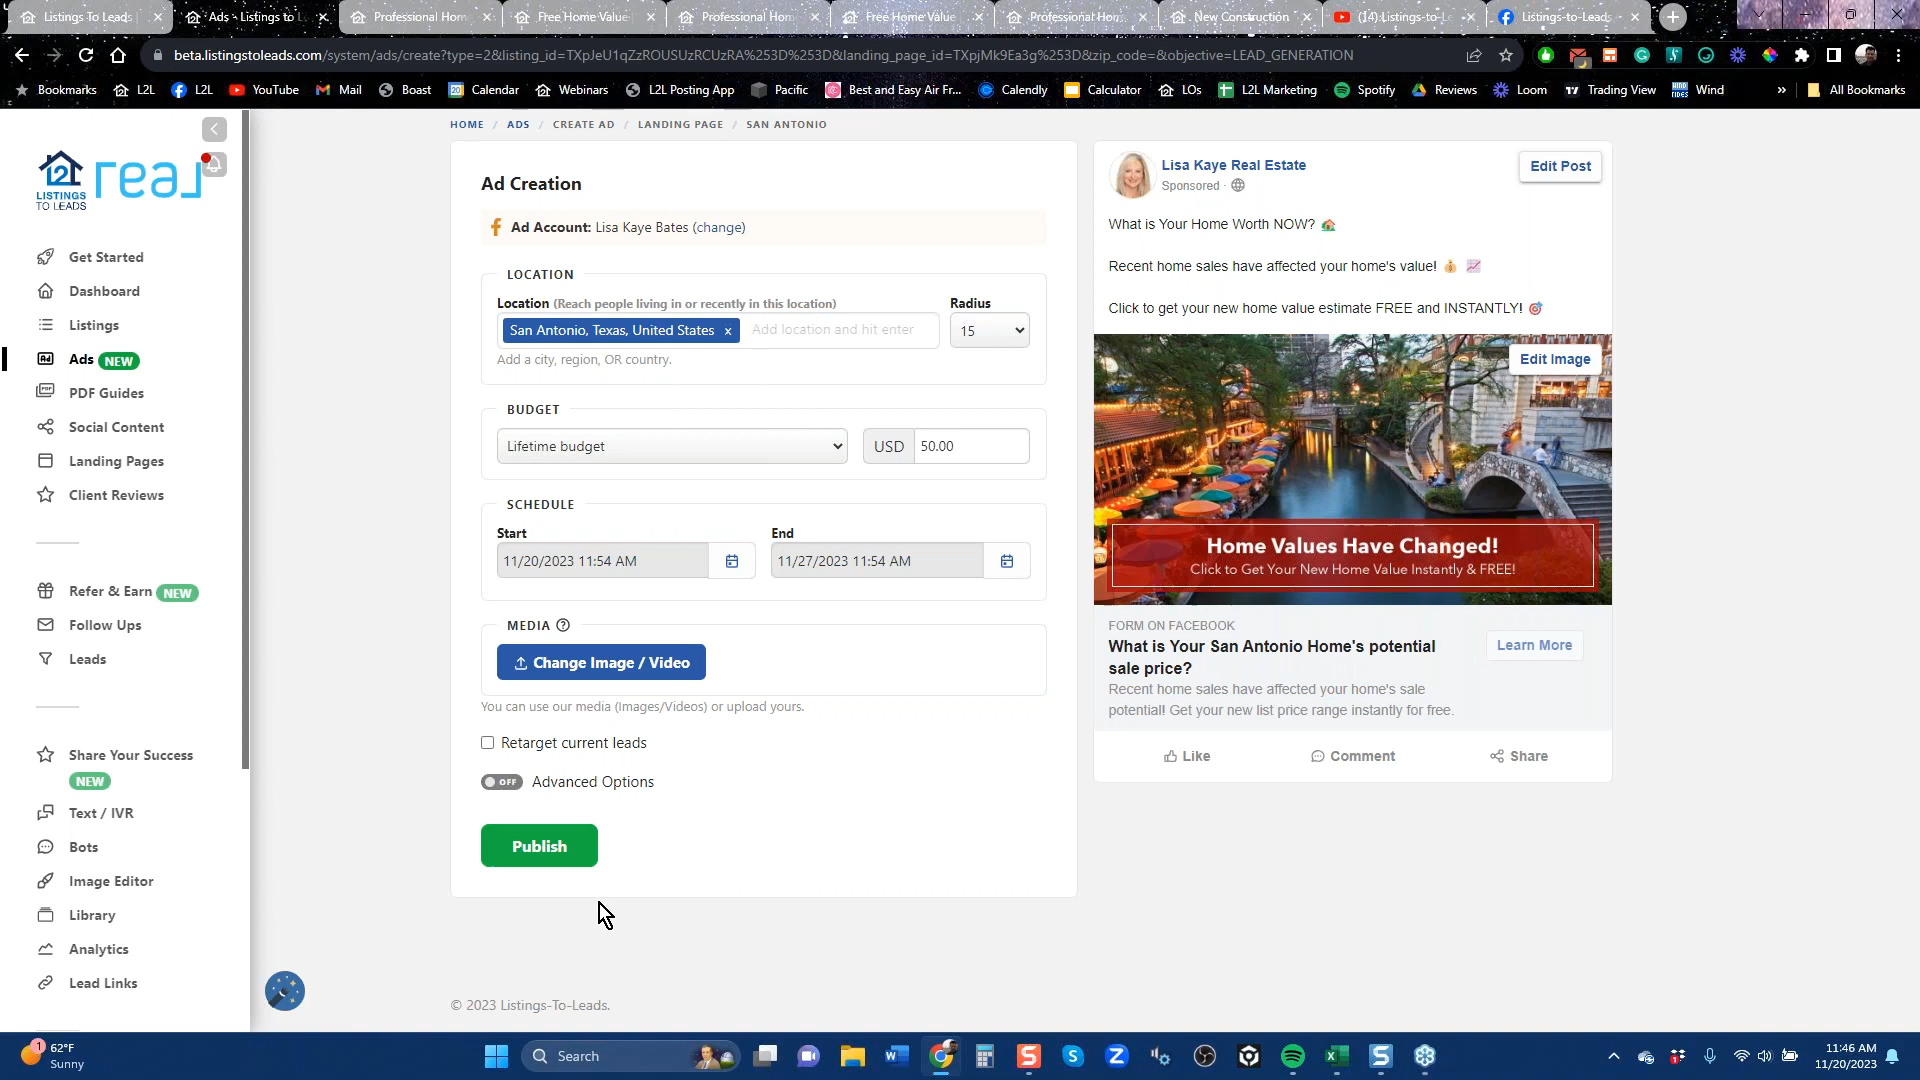 Listings To Leads
Ads - Listings to L
Professional Hom
Free Home Value
Professional Hom
Free Home Value
Professional Hom
New Construction
(14) Listings-to-Le
Listings-to-Leads
beta.listingstoleads.com/system/ads/create?type=2&listing_id=TXpJeU1qZzROUSUzRCUzRA%253D%253D&landing_page_id=TXpjMk9Ea3g%253D&zip_code=&objective=LEAD_GENERATION
Bookmarks L2L L2L YouTube Mail Boast Calendar Webinars L2L Posting App Pacific Best and Easy Air Fr... Calendly Calculator LOs L2L Marketing Spotify Reviews Loom Trading View Wind » All Bookmarks
L2L
LISTINGS
TO LEADS
real
Get Started
Dashboard
Listings
Ads NEW
PDF Guides
Social Content
Landing Pages
Client Reviews
Refer & Earn NEW
Follow Ups
Leads
Share Your Success
NEW
Text / IVR
Bots
Image Editor
Library
Analytics
Lead Links
HOME / ADS / CREATE AD / LANDING PAGE / SAN ANTONIO
Ad Creation
Ad Account: Lisa Kaye Bates (change)
LOCATION
Location (Reach people living in or recently in this location)
Radius
San Antonio, Texas, United States x
Add location and hit enter
15
Add a city, region, OR country.
BUDGET
Lifetime budget
USD 50.00
SCHEDULE
Start
End
11/20/2023 11:54 AM
11/27/2023 11:54 AM
MEDIA
Change Image / Video
You can use our media (Images/Videos) or upload yours.
Retarget current leads
OFF Advanced Options
Publish
© 2023 Listings-To-Leads.
Lisa Kaye Real Estate
Sponsored ·
Edit Post
What is Your Home Worth NOW?
Recent home sales have affected your home's value!
Click to get your new home value estimate FREE and INSTANTLY!
Edit Image
Home Values Have Changed!
Click to Get Your New Home Value Instantly & FREE!
FORM ON FACEBOOK
What is Your San Antonio Home's potential
sale price?
Learn More
Recent home sales have affected your home's sale
potential! Get your new list price range instantly for free.
Like
Comment
Share
1
62°F
Sunny
Search
11:46 AM
11/20/2023